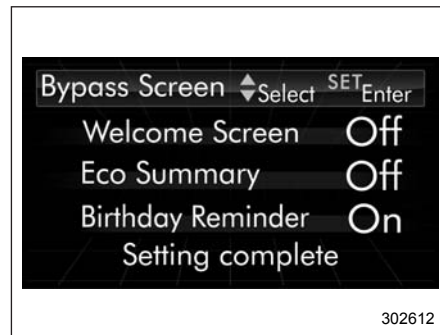 Bypass Screen Select SET Enter
Welcome Screen Off
Eco Summary Off
Birthday Reminder On
Setting complete
302612